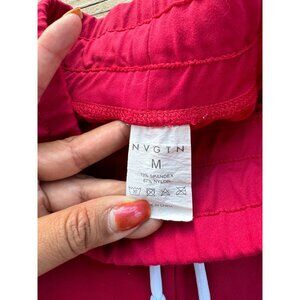 NVGTN
M
13% SPANDEX
87% NYLON